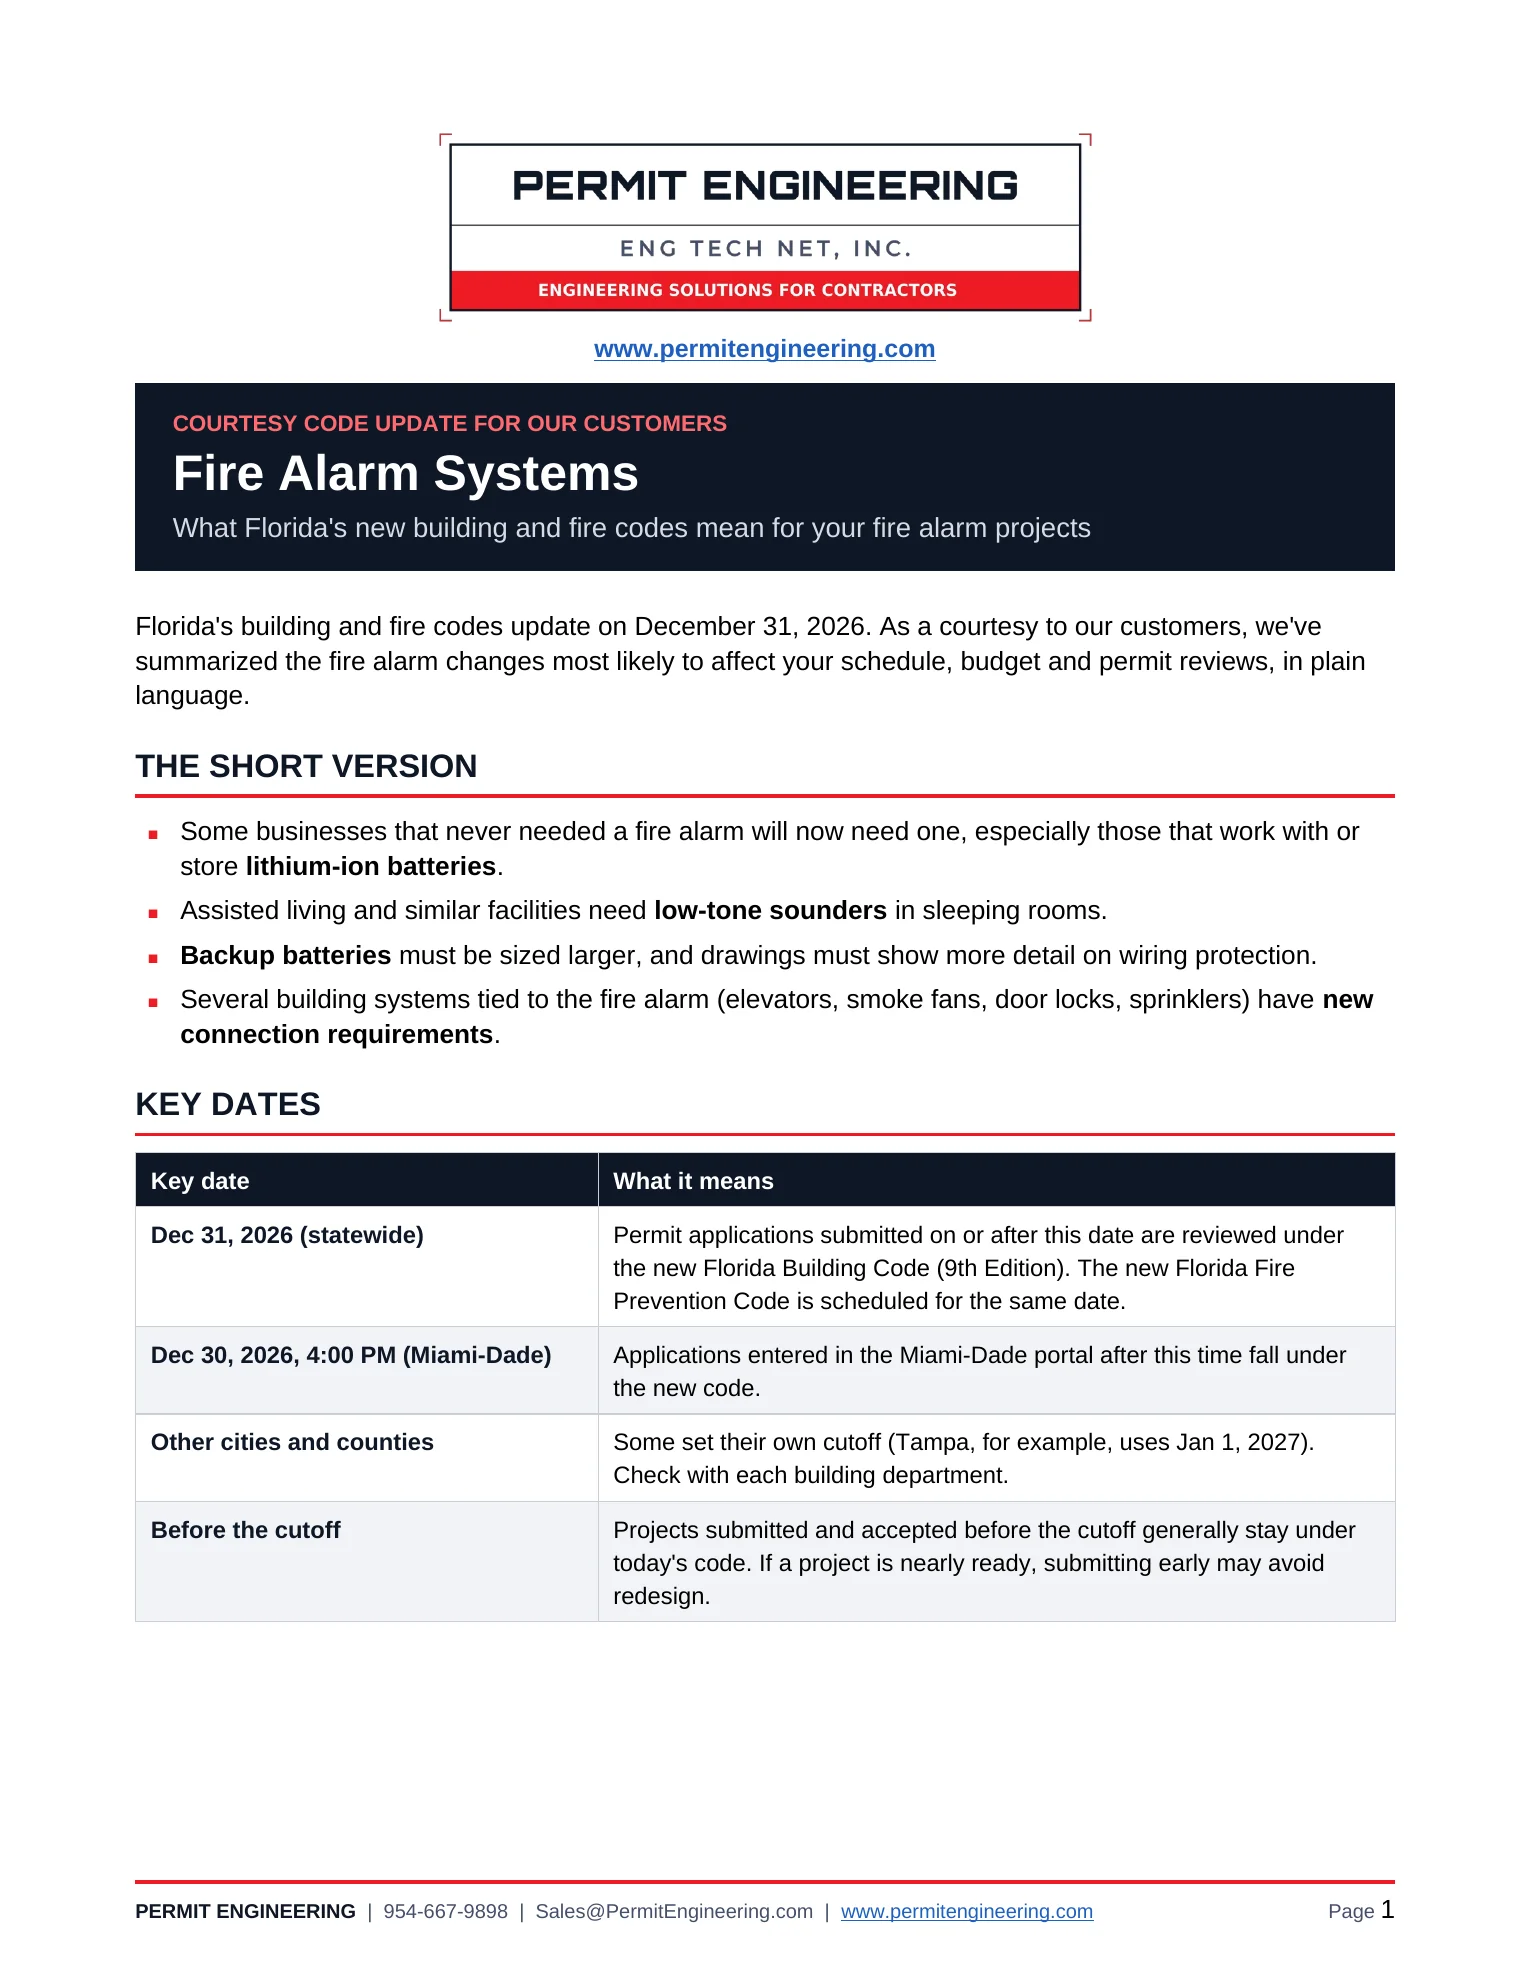 PERMIT ENGINEERING
ENG TECH NET, INC.
ENGINEERING SOLUTIONS FOR CONTRACTORS
www.permitengineering.com
COURTESY CODE UPDATE FOR OUR CUSTOMERS
Fire Alarm Systems
What Florida's new building and fire codes mean for your fire alarm projects
Florida's building and fire codes update on December 31, 2026. As a courtesy to our customers, we've
summarized the fire alarm changes most likely to affect your schedule, budget and permit reviews, in plain
language.
THE SHORT VERSION
▪ Some businesses that never needed a fire alarm will now need one, especially those that work with or
store lithium-ion batteries.
▪ Assisted living and similar facilities need low-tone sounders in sleeping rooms.
▪ Backup batteries must be sized larger, and drawings must show more detail on wiring protection.
▪ Several building systems tied to the fire alarm (elevators, smoke fans, door locks, sprinklers) have new
connection requirements.
KEY DATES
Key date What it means
Dec 31, 2026 (statewide) Permit applications submitted on or after this date are reviewed under
the new Florida Building Code (9th Edition). The new Florida Fire
Prevention Code is scheduled for the same date.
Dec 30, 2026, 4:00 PM (Miami-Dade) Applications entered in the Miami-Dade portal after this time fall under
the new code.
Other cities and counties Some set their own cutoff (Tampa, for example, uses Jan 1, 2027).
Check with each building department.
Before the cutoff Projects submitted and accepted before the cutoff generally stay under
today's code. If a project is nearly ready, submitting early may avoid
redesign.
PERMIT ENGINEERING | 954-667-9898 | Sales@PermitEngineering.com | www.permitengineering.com Page 1